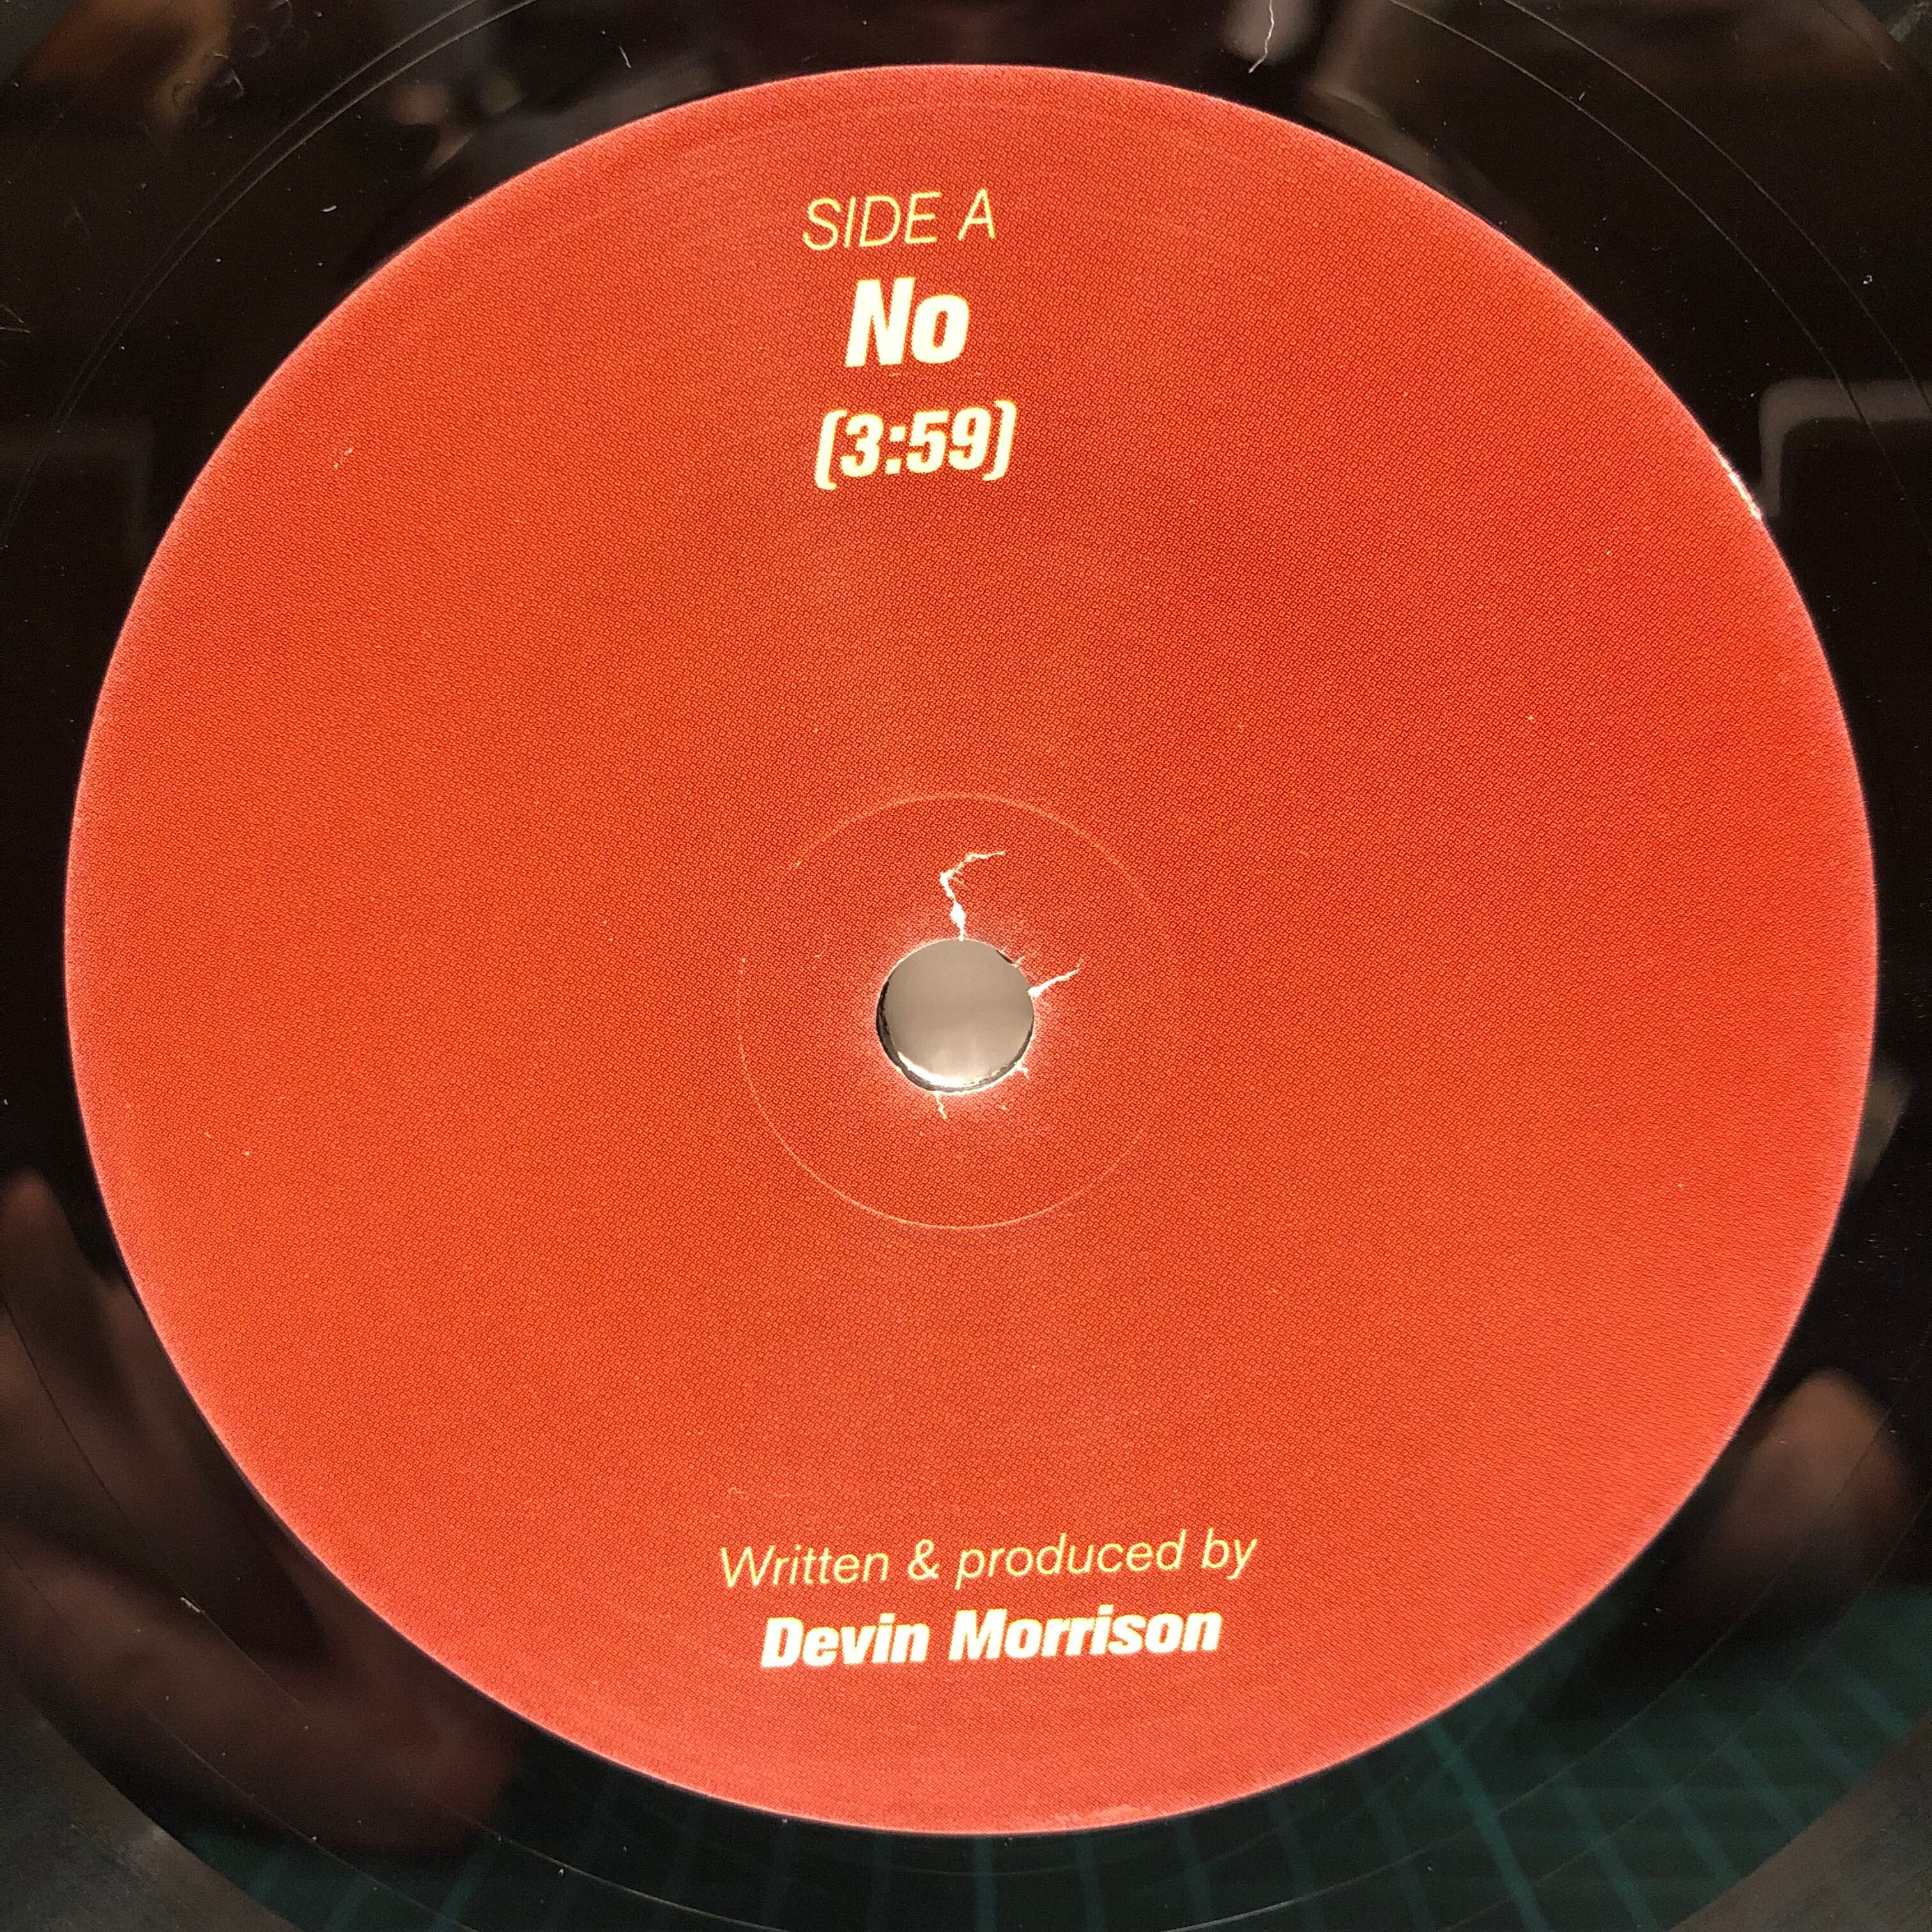 SIDE A
No
(3:59)
Written & produced by
Devin Morrison